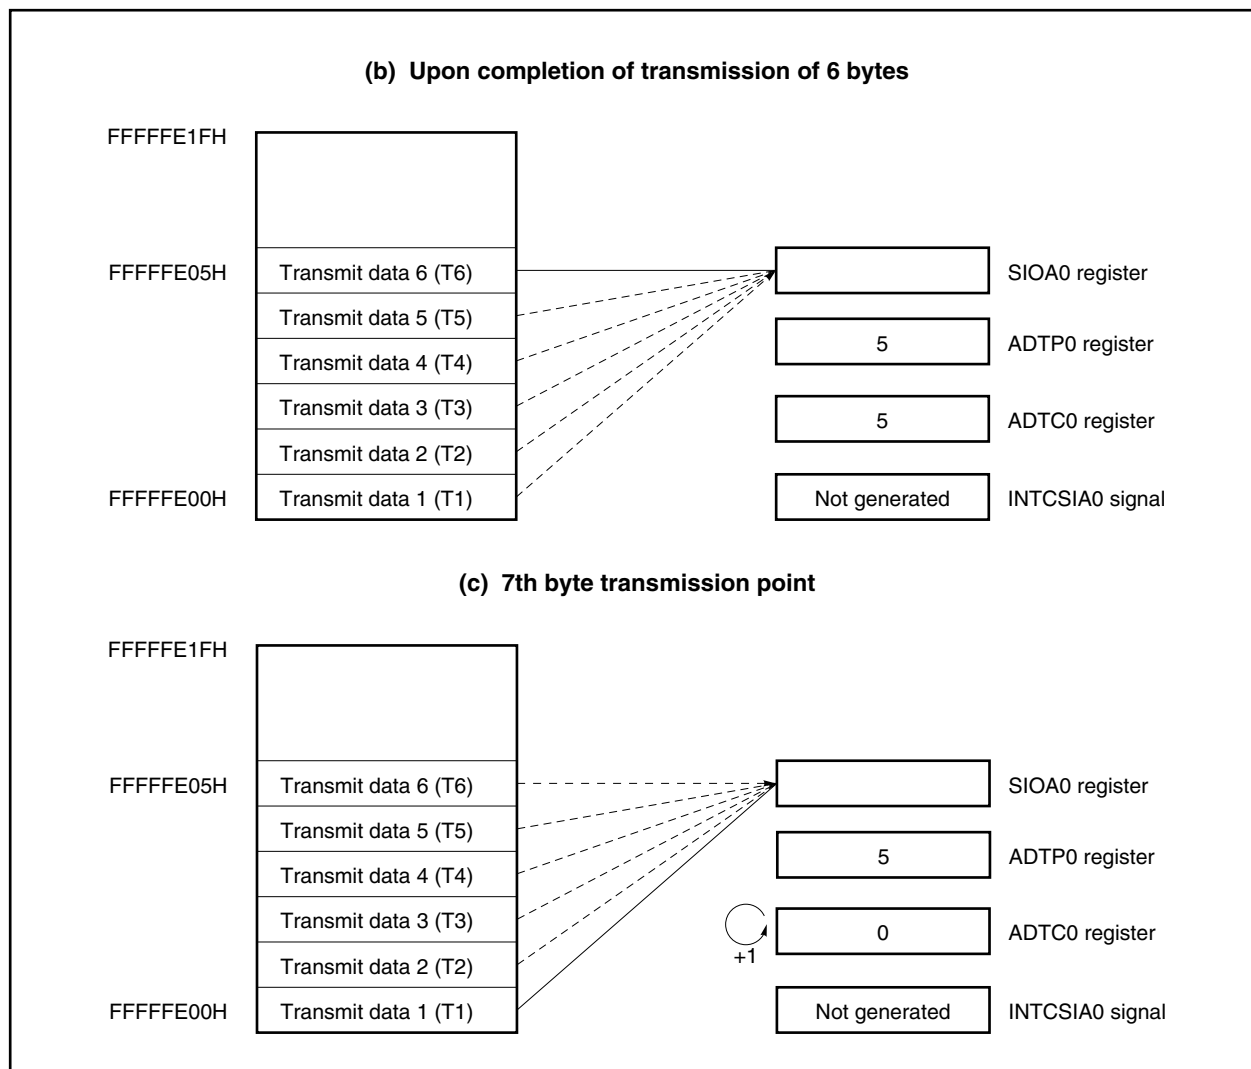 (b) Upon completion of transmission of 6 bytes
FFFFFE1FH
FFFFFE05H Transmit data 6 (T6) SIOA0 register
Transmit data 5 (T5)
5 ADTP0 register
Transmit data 4 (T4)
Transmit data 3 (T3)
5 ADTC0 register
Transmit data 2 (T2)
FFFFFE00H Transmit data 1 (T1) Not generated INTCSIA0 signal
(c) 7th byte transmission point
FFFFFE1FH
FFFFFE05H Transmit data 6 (T6) SIOA0 register
Transmit data 5 (T5)
5 ADTP0 register
Transmit data 4 (T4)
Transmit data 3 (T3)
0 ADTC0 register
+1
Transmit data 2 (T2)
FFFFFE00H Transmit data 1 (T1) Not generated INTCSIA0 signal